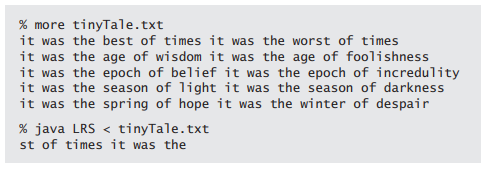 % more tinyTale.txt
it was the best of times it was the worst of times
it was the age of wisdom it was the age of foolishness
it was the epoch of belief it was the epoch of incredulity
it was the season of light it was the season of darkness
it was the spring of hope it was the winter of despair
% java LRS < tinyTale.txt
st of times it was the